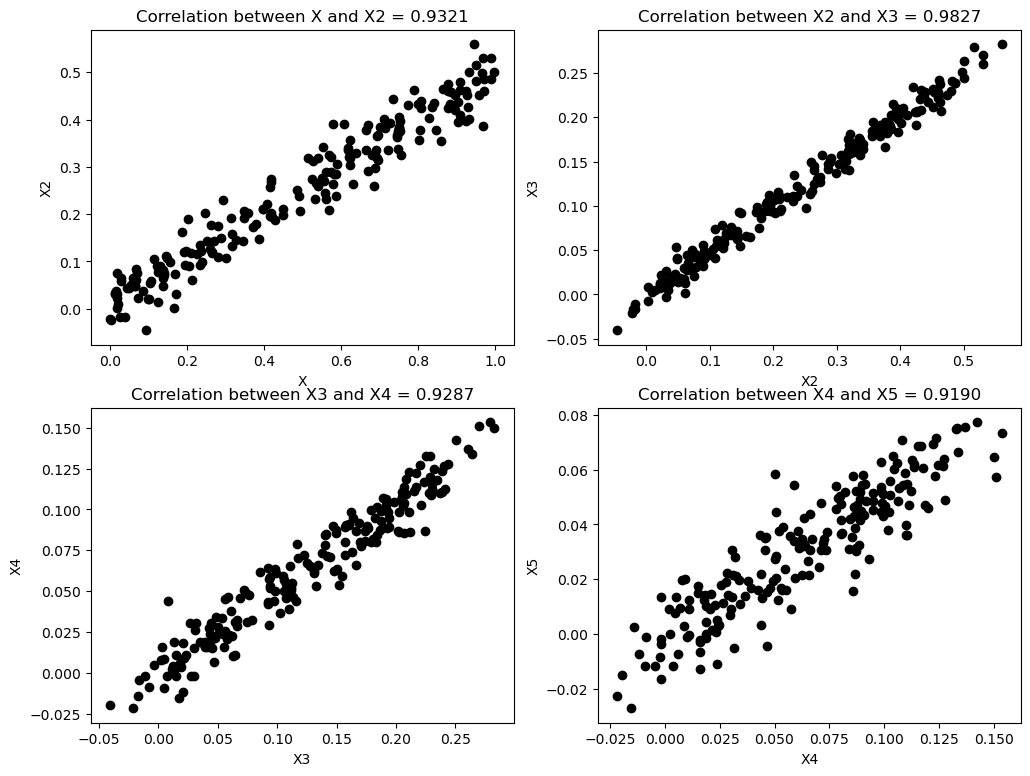 Correlation between X and X2 = 0.9321
0.5
0.4
0.3
0.2
0.1
0.0
X2
0.0 0.2 0.4 0.6 0.8 1.0
X
Correlation between X2 and X3 = 0.9827
0.25
0.20
0.15
0.10
0.05
0.00
−0.05
X3
0.0 0.1 0.2 0.3 0.4 0.5
X2
Correlation between X3 and X4 = 0.9287
0.150
0.125
0.100
0.075
0.050
0.025
0.000
−0.025
X4
−0.05 0.00 0.05 0.10 0.15 0.20 0.25
X3
Correlation between X4 and X5 = 0.9190
0.08
0.06
0.04
0.02
0.00
−0.02
X5
−0.025 0.000 0.025 0.050 0.075 0.100 0.125 0.150
X4